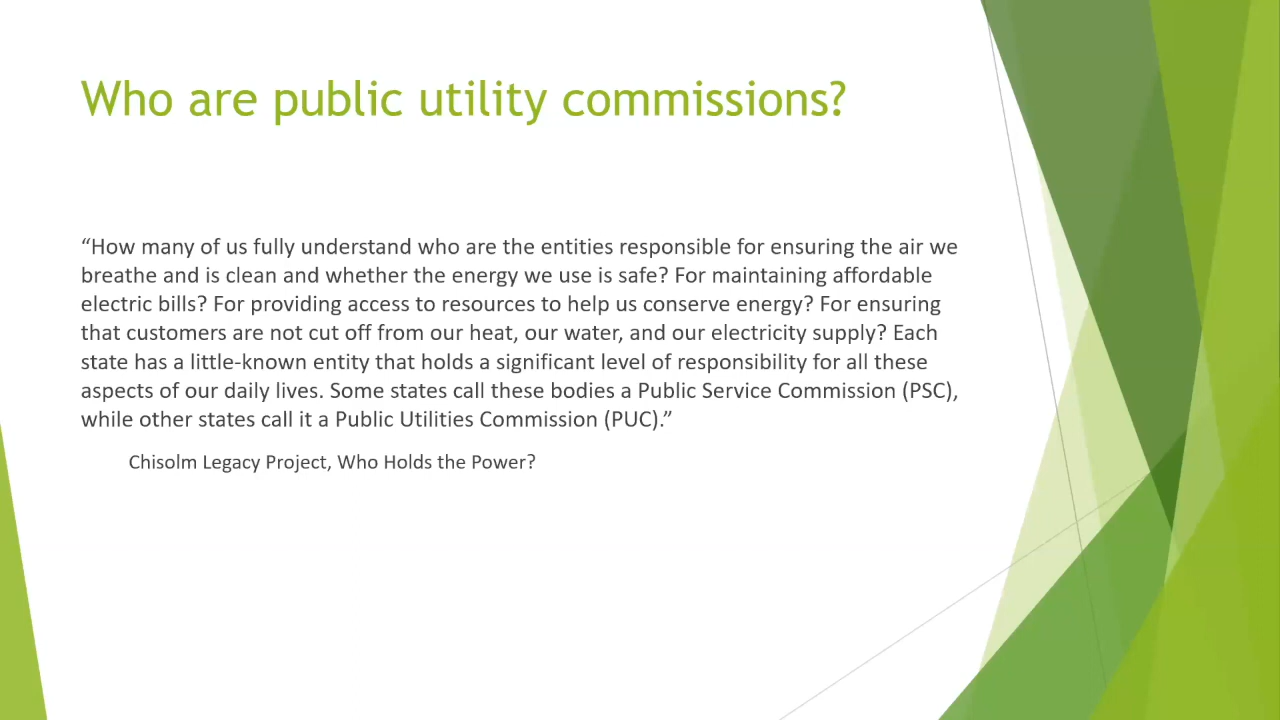 Who are public utility commissions?
“How many of us fully understand who are the entities responsible for ensuring the air we
breathe and is clean and whether the energy we use is safe? For maintaining affordable
electric bills? For providing access to resources to help us conserve energy? For ensuring
that customers are not cut off from our heat, our water, and our electricity supply? Each
state has a little-known entity that holds a significant level of responsibility for all these
aspects of our daily lives. Some states call these bodies a Public Service Commission (PSC),
while other states call it a Public Utilities Commission (PUC).”
Chisolm Legacy Project, Who Holds the Power?